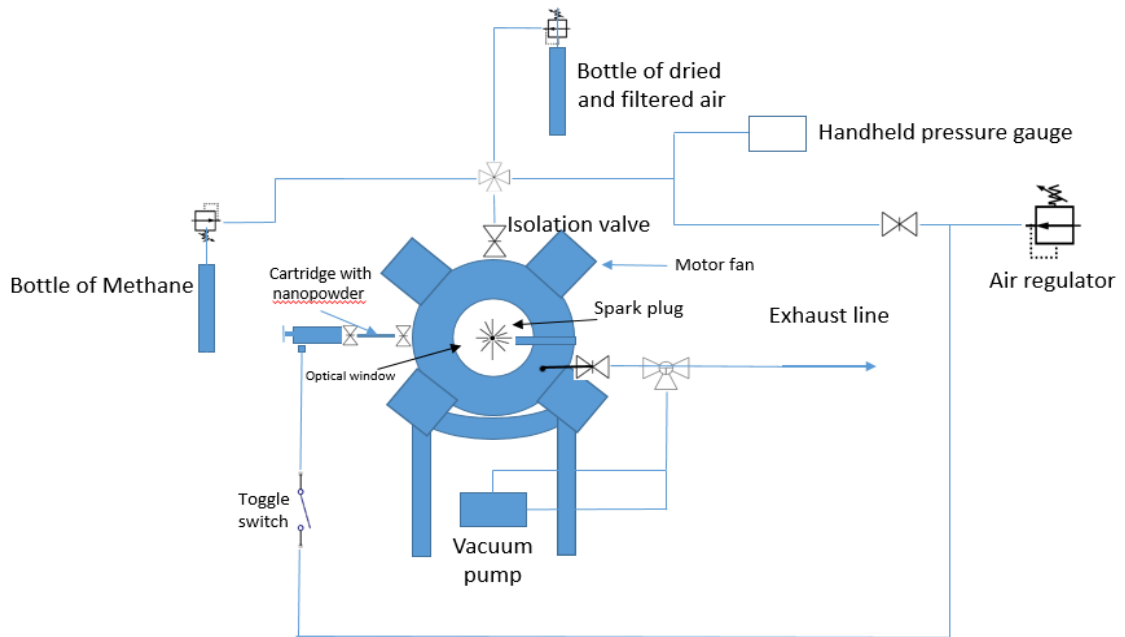 Bottle of dried
and filtered air
Handheld pressure gauge
Isolation valve
Motor fan
Air regulator
Bottle of Methane
Cartridge with
nanopowder
Spark plug
Exhaust line
Optical window
Toggle
switch
Vacuum
pump